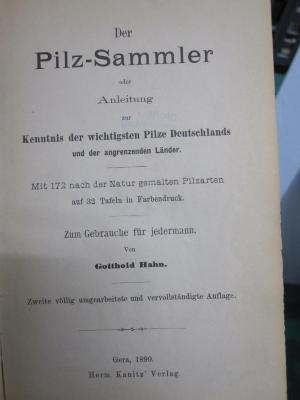 Der
Pilz-Sammler
oder
Anleitung
zur
Kenntnis der wichtigsten Pilze Deutschlands
und der angrenzenden Länder.
Mit 172 nach der Natur gemalten Pilzarten
auf 32 Tafeln in Farbendruck.
Zum Gebrauche für jedermann.
Von
Gotthold Hahn.
Zweite völlig umgearbeitete und vervollständigte Auflage.
Gera, 1890.
Herm. Kanitz' Verlag.